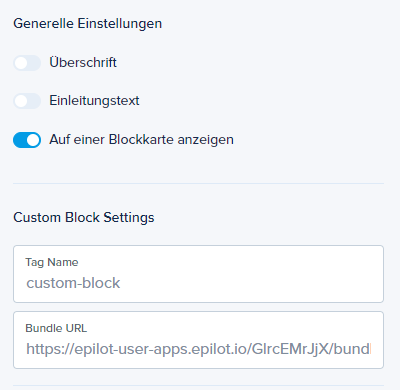 Generelle Einstellungen
Überschrift
Einleitungstext
Auf einer Blockkarte anzeigen
Custom Block Settings
Tag Name
custom-block
Bundle URL
https://epilot-user-apps.epilot.io/GlrcEMrJjX/bundl